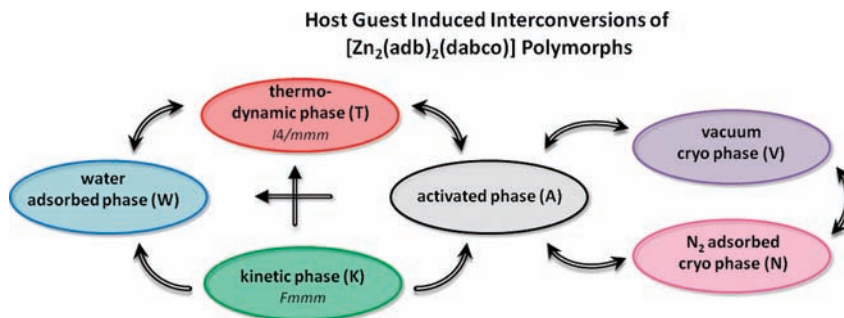 Host Guest Induced Interconversions of
[Zn₂(adb)₂(dabco)] Polymorphs
thermo-
dynamic phase (T)
I4/mmm
vacuum
cryo phase (V)
water
adsorbed phase (W)
activated phase (A)
N₂ adsorbed
cryo phase (N)
kinetic phase (K)
Fmmm